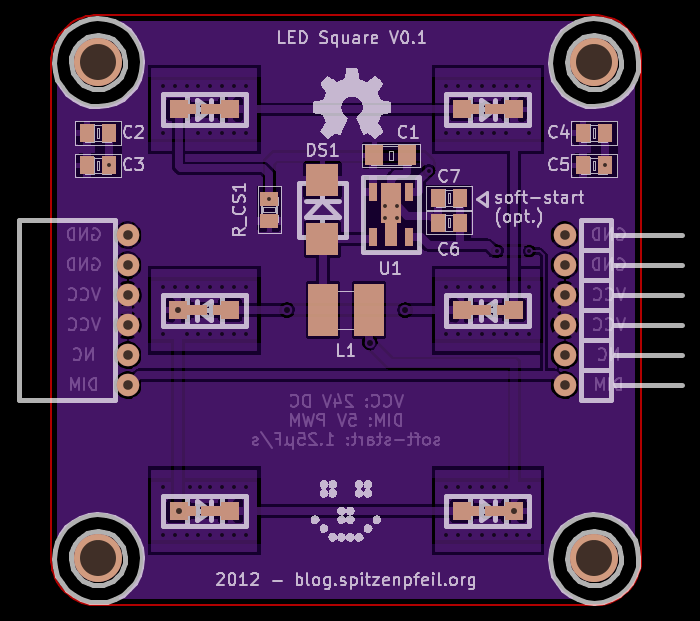 LED Square V0.1
C1
C2
C4
DS1
C3
C5
C7
soft-start
(opt.)
R_CS1
C6
U1
GND
GND
GND
GND
VCC
VCC
VCC
VCC
L1
NC
NC
DIM
DIM
VCC: 24V DC
DIM: 5V PWM
soft-start: 1.25µF/s
2012 – blog.spitzenpfeil.org